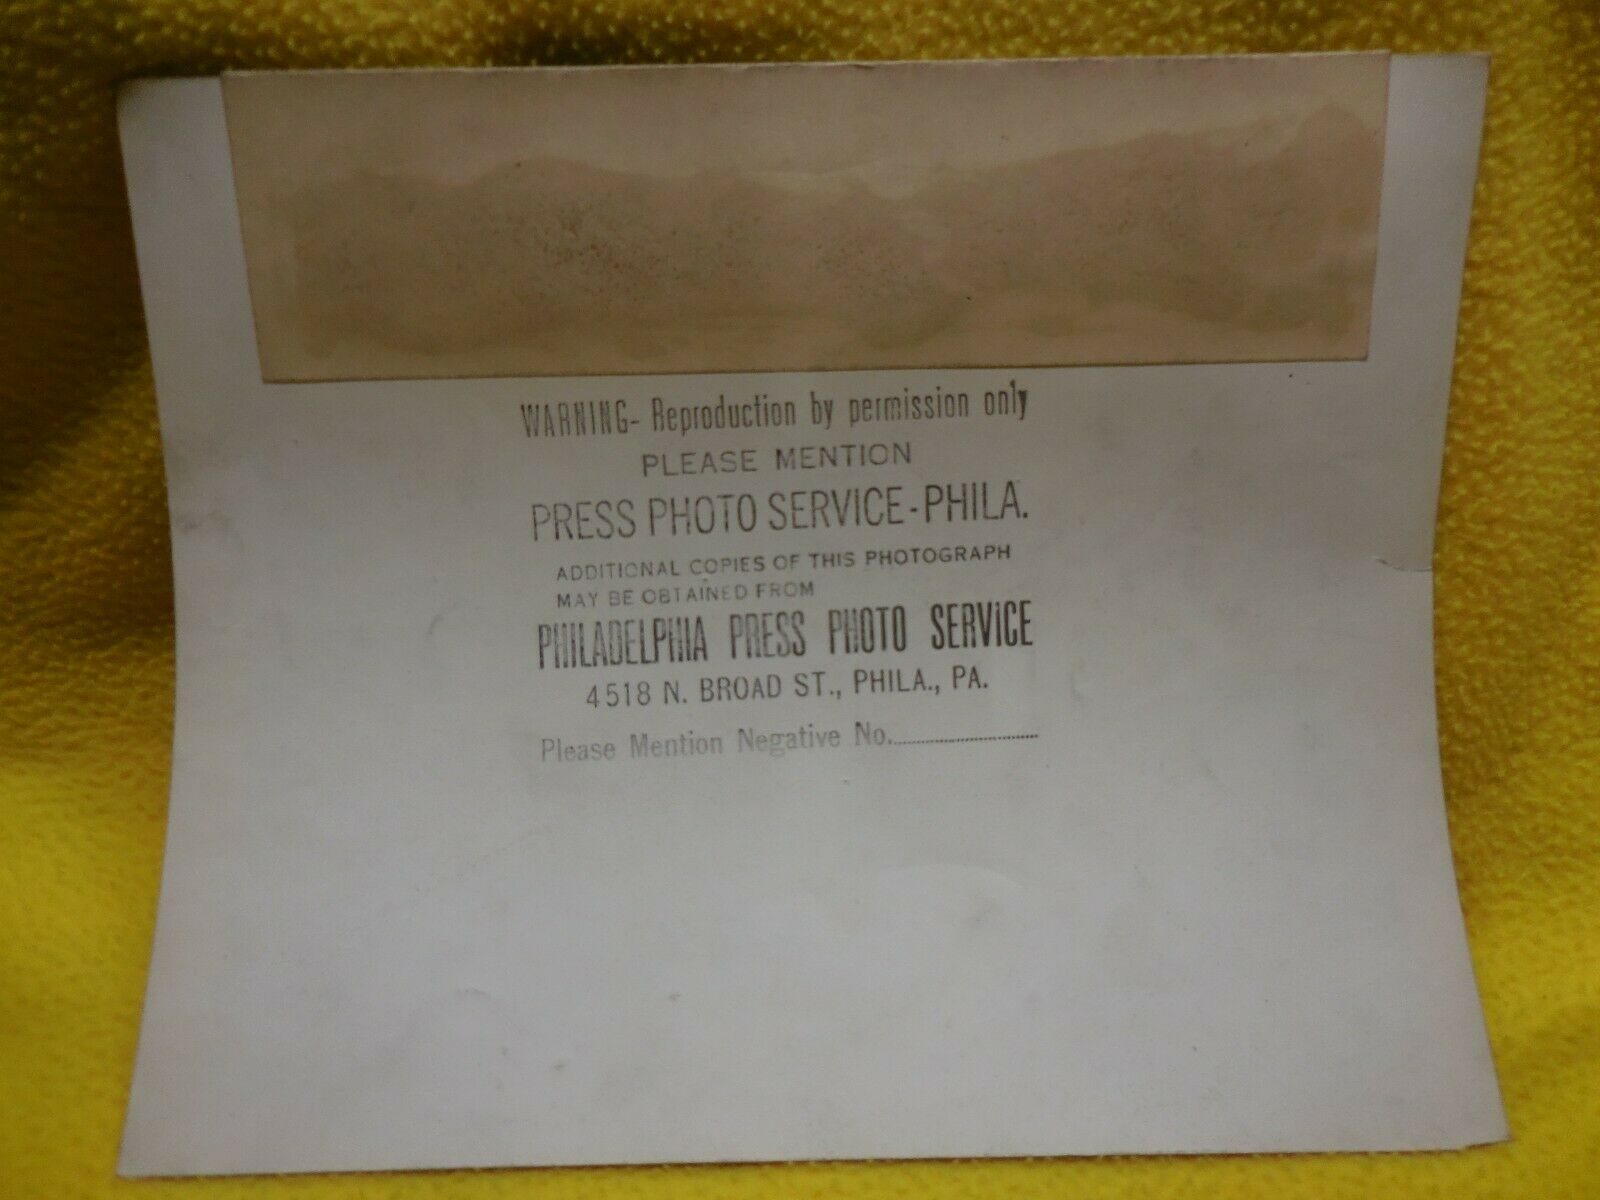 WARNING- Reproduction by permission only
PLEASE MENTION
PRESS PHOTO SERVICE-PHILA.
ADDITIONAL COPIES OF THIS PHOTOGRAPH
MAY BE OBTAINED FROM
PHILADELPHIA PRESS PHOTO SERVICE
4518 N. BROAD ST., PHILA., PA.
Please Mention Negative No..............................